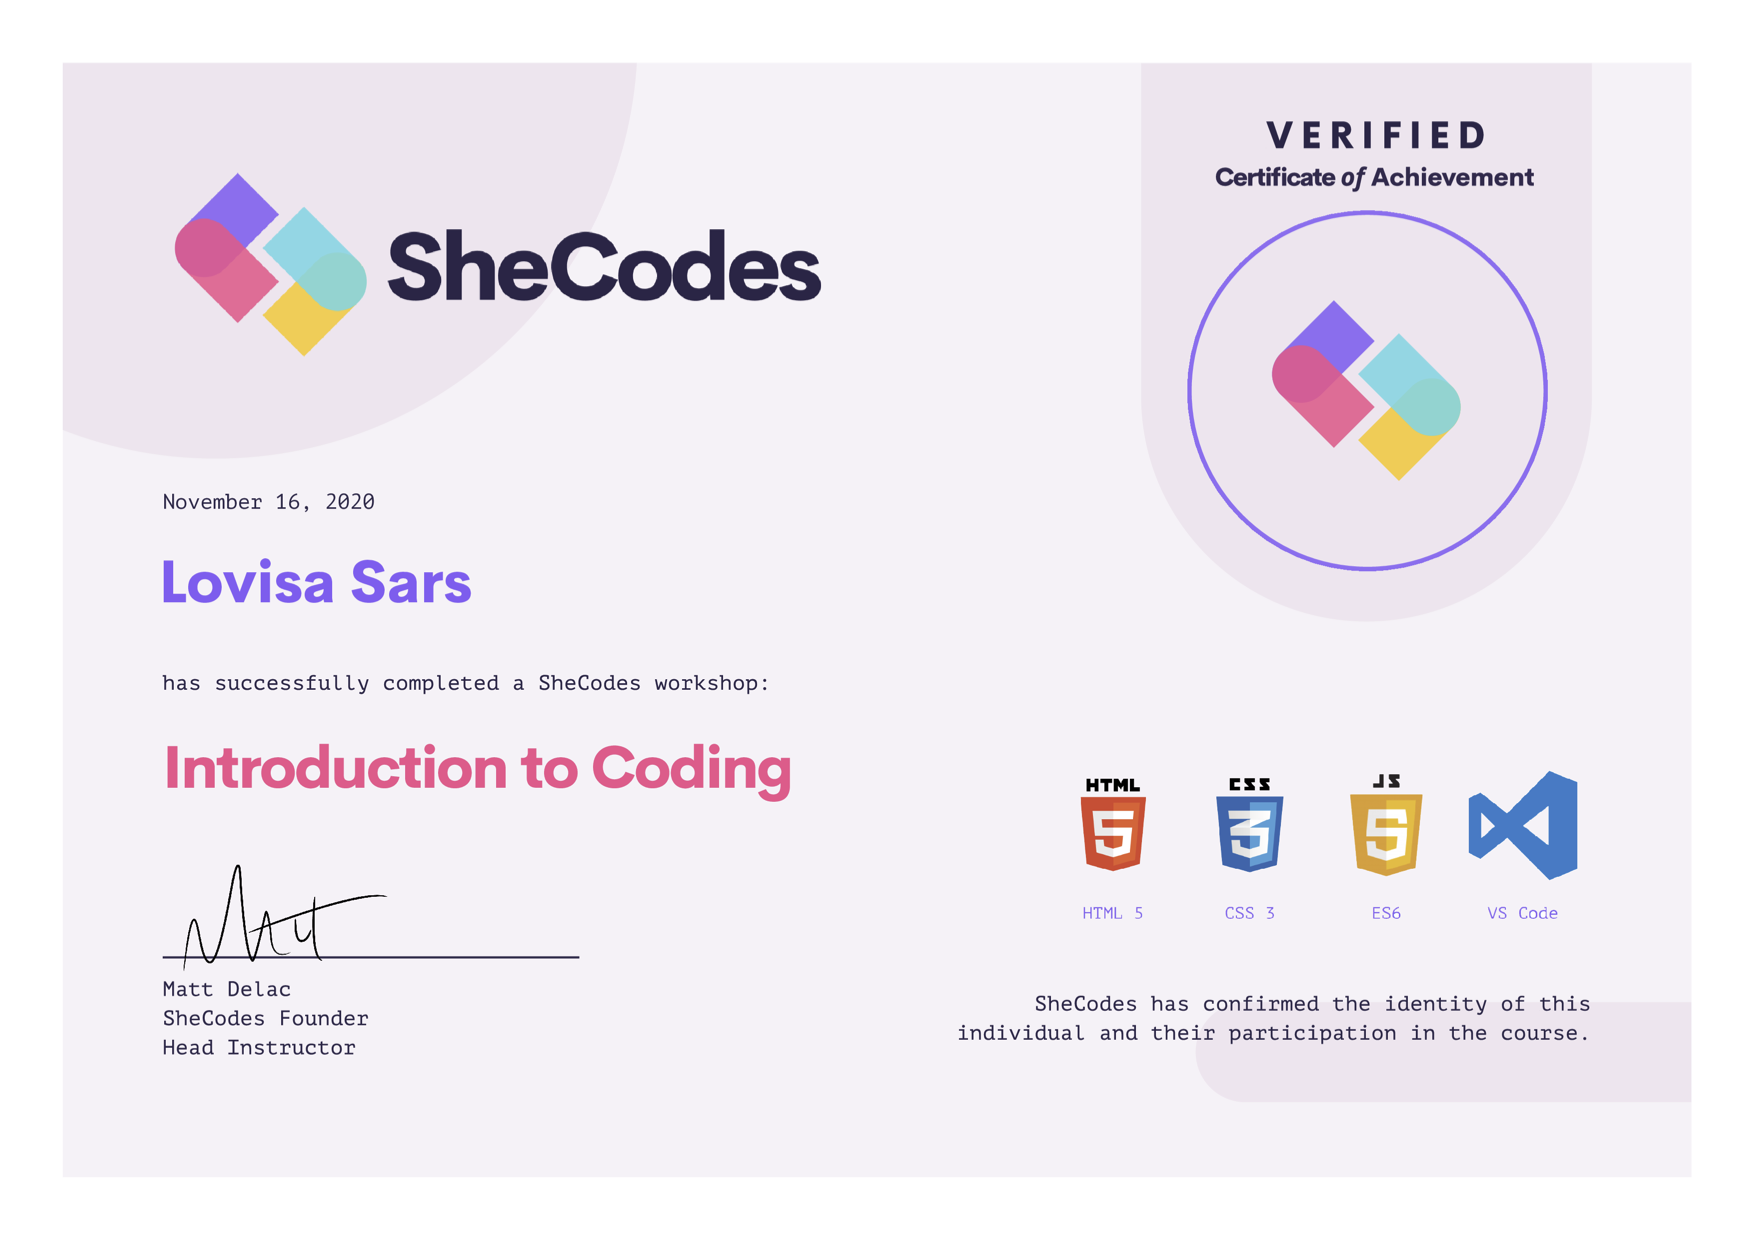 VERIFIED
Certificate of Achievement
SheCodes
November 16, 2020
Lovisa Sars
has successfully completed a SheCodes workshop:
Introduction to Coding
HTML
CSS
JS
5
3
5
HTML 5
CSS 3
ES6
VS Code
Matt
Matt Delac
SheCodes Founder
Head Instructor
SheCodes has confirmed the identity of this
individual and their participation in the course.